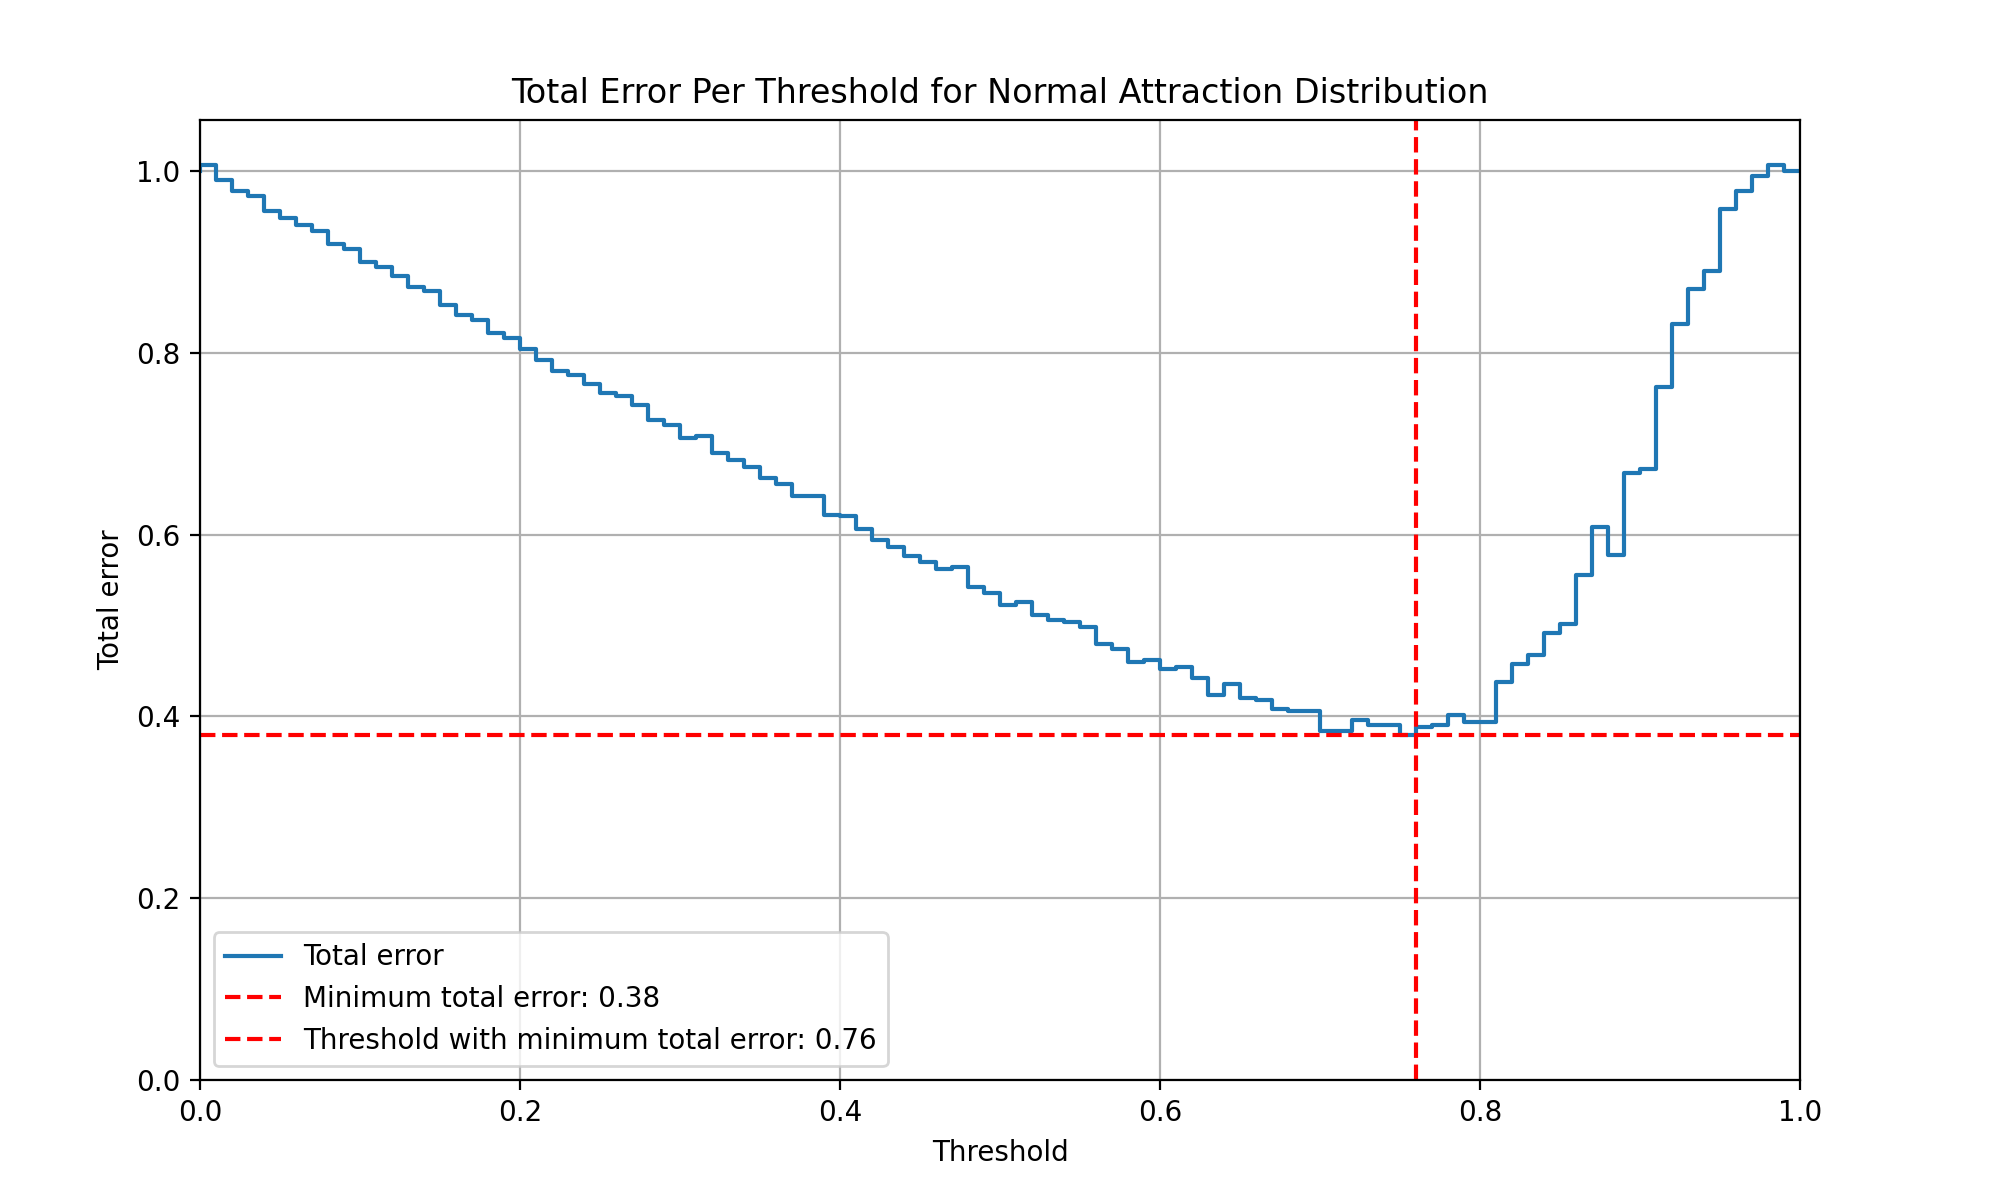 Total Error Per Threshold for Normal Attraction Distribution
Total error
1.0
0.8
0.6
0.4
0.2
0.0
Total error
Minimum total error: 0.38
Threshold with minimum total error: 0.76
0.0 0.2 0.4 0.6 0.8 1.0
Threshold